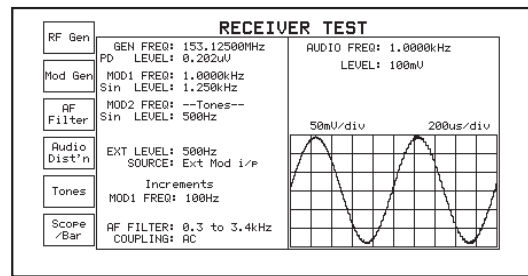 RECEIVER TEST
RF Gen
Mod Gen
AF
Filter
Audio
Dist'n
Tones
Scope
/Bar
GEN FREQ: 153.12500MHz
PD LEVEL: 0.202uV
MOD1 FREQ: 1.0000kHz
Sin LEVEL: 1.250kHz
MOD2 FREQ: --Tones--
Sin LEVEL: 500Hz
EXT LEVEL: 500Hz
SOURCE: Ext Mod i/P
Increments
MOD1 FREQ: 100Hz
AF FILTER: 0.3 to 3.4kHz
COUPLING: AC
AUDIO FREQ: 1.0000kHz
LEVEL: 100mV
50mV/div 200us/div